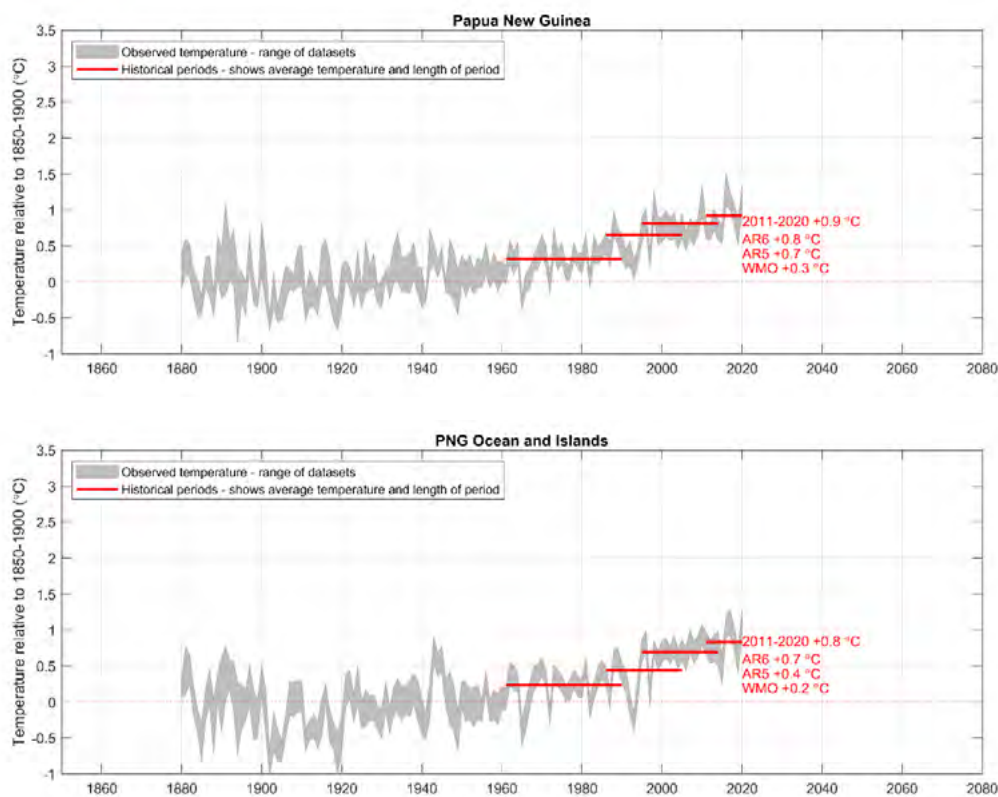 Papua New Guinea
3.5
3
2.5
2
1.5
1
0.5
0
-0.5
-1
Temperature relative to 1850-1900 (°C)
Observed temperature - range of datasets
Historical periods - shows average temperature and length of period
2011-2020 +0.9 °C
AR6 +0.8 °C
AR5 +0.7 °C
WMO +0.3 °C
1860 1880 1900 1920 1940 1960 1980 2000 2020 2040 2060 2080
PNG Ocean and Islands
3.5
3
2.5
2
1.5
1
0.5
0
-0.5
-1
Temperature relative to 1850-1900 (°C)
Observed temperature - range of datasets
Historical periods - shows average temperature and length of period
2011-2020 +0.8 °C
AR6 +0.7 °C
AR5 +0.4 °C
WMO +0.2 °C
1860 1880 1900 1920 1940 1960 1980 2000 2020 2040 2060 2080